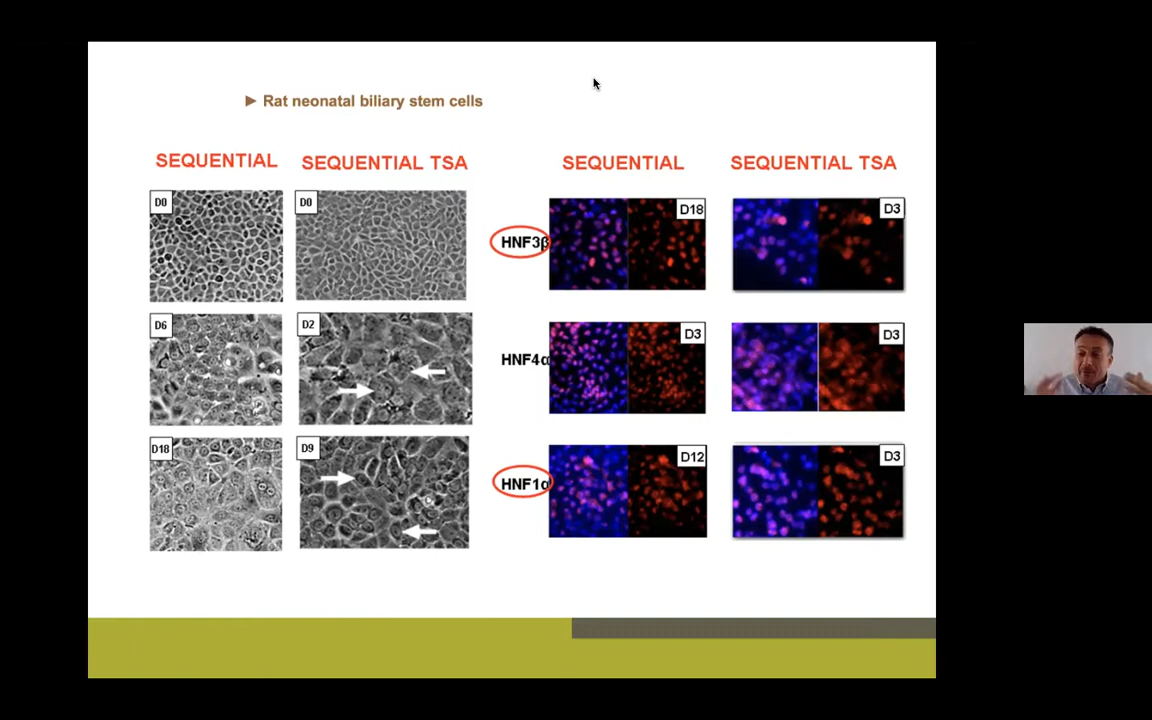 ► Rat neonatal biliary stem cells
SEQUENTIAL
SEQUENTIAL TSA
SEQUENTIAL
SEQUENTIAL TSA
D0
D0
HNF3β
D18
D3
D6
D2
HNF4α
D3
D3
D18
D9
HNF1α
D12
D3